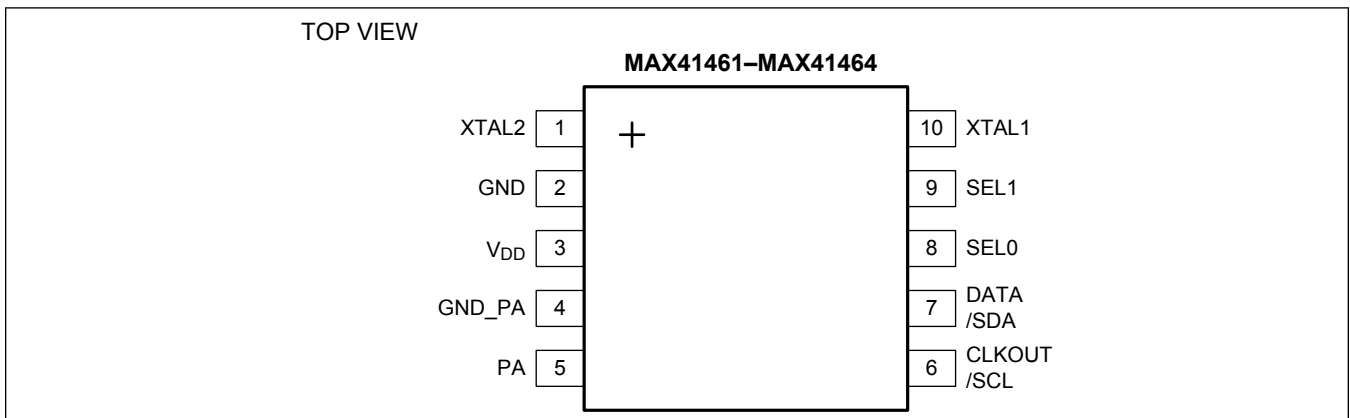 TOP VIEW
MAX41461–MAX41464
XTAL2 1
GND 2
VDD 3
GND_PA 4
PA 5
+
10 XTAL1
9 SEL1
8 SEL0
7 DATA
/SDA
6 CLKOUT
/SCL